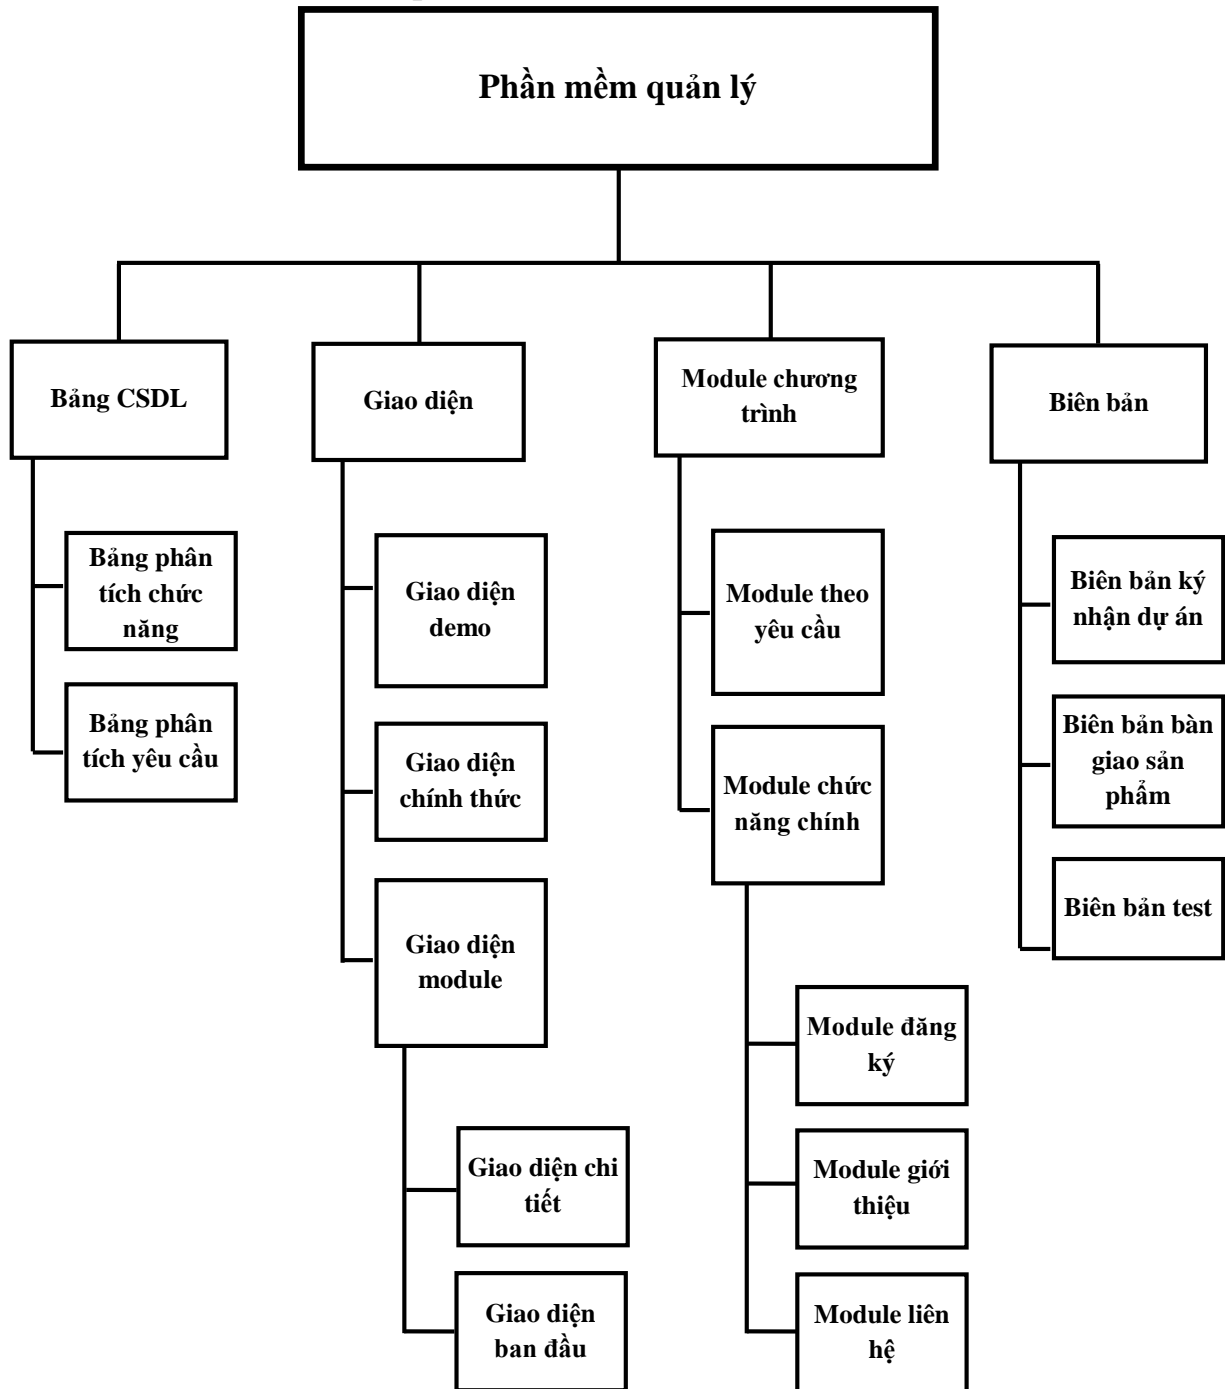 Phần mềm quản lý
Bảng CSDL
Giao diện
Module chương
trình
Biên bản
Bảng phân
tích chức
năng
Bảng phân
tích yêu cầu
Giao diện
demo
Giao diện
chính thức
Giao diện
module
Giao diện chi
tiết
Giao diện
ban đầu
Module theo
yêu cầu
Module chức
năng chính
Module đăng
ký
Module giới
thiệu
Module liên
hệ
Biên bản ký
nhận dự án
Biên bản bàn
giao sản
phẩm
Biên bản test